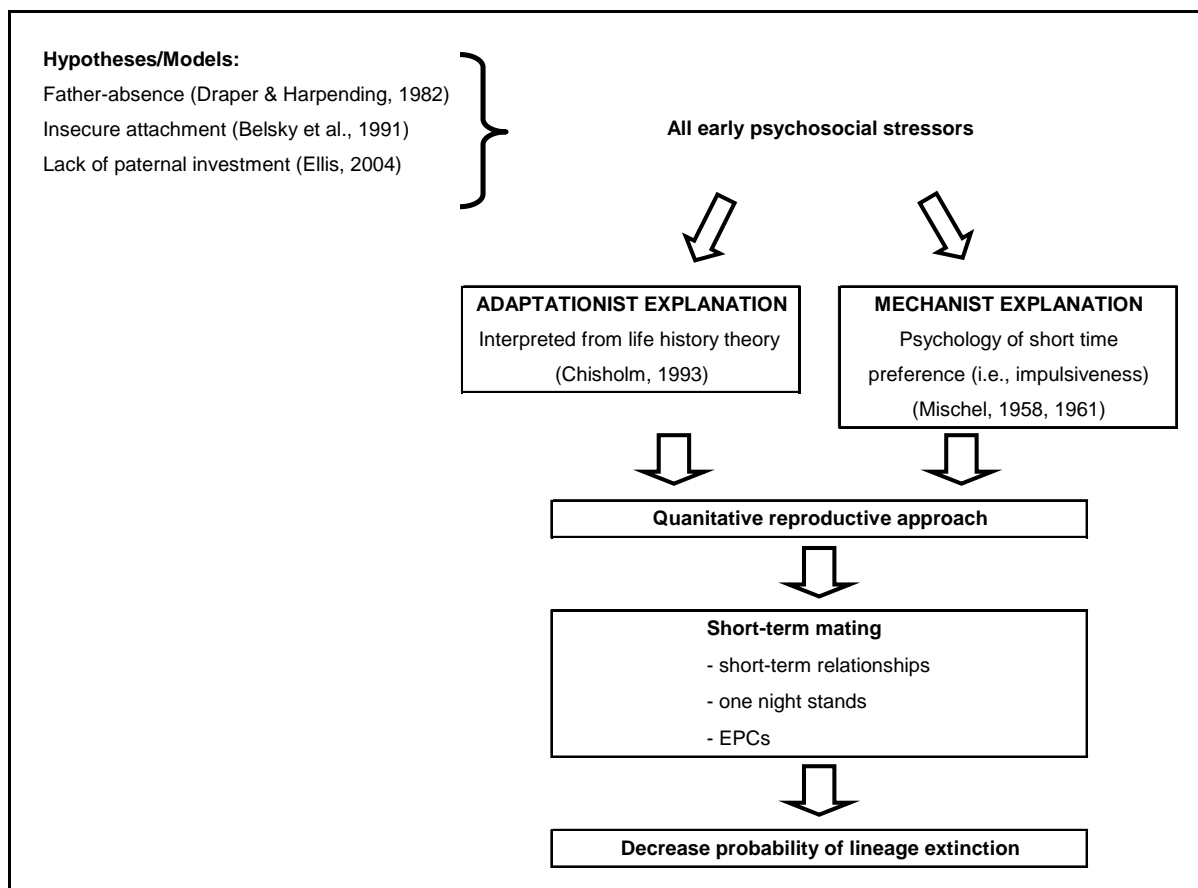 Hypotheses/Models:
Father-absence (Draper & Harpending, 1982)
Insecure attachment (Belsky et al., 1991)
Lack of paternal investment (Ellis, 2004)
All early psychosocial stressors
ADAPTATIONIST EXPLANATION
Interpreted from life history theory
(Chisholm, 1993)
MECHANIST EXPLANATION
Psychology of short time
preference (i.e., impulsiveness)
(Mischel, 1958, 1961)
Quanitative reproductive approach
Short-term mating
- short-term relationships
- one night stands
- EPCs
Decrease probability of lineage extinction